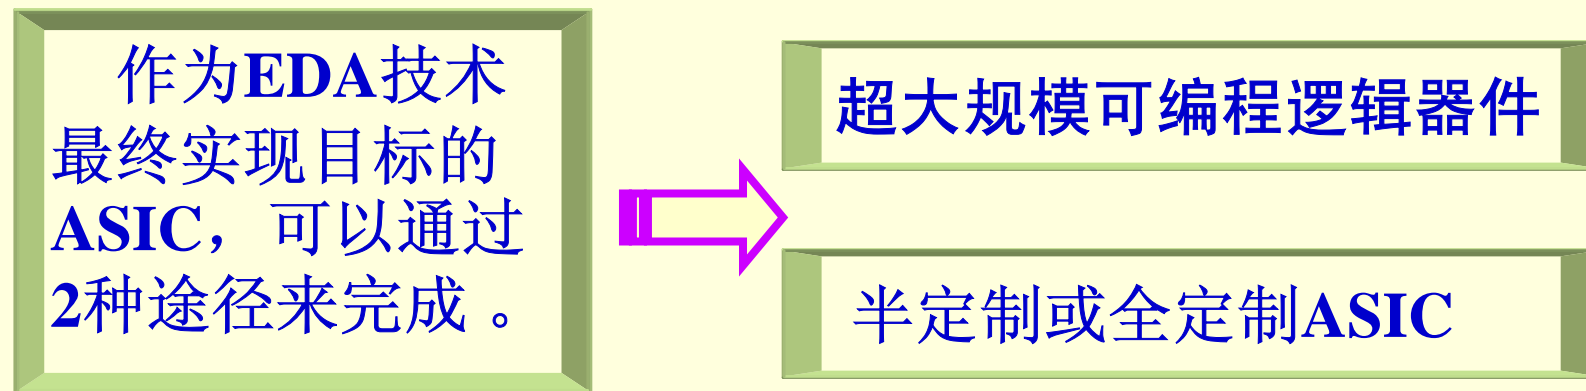 作为EDA技术
最终实现目标的
ASIC，可以通过
2种途径来完成 。
超大规模可编程逻辑器件
半定制或全定制ASIC